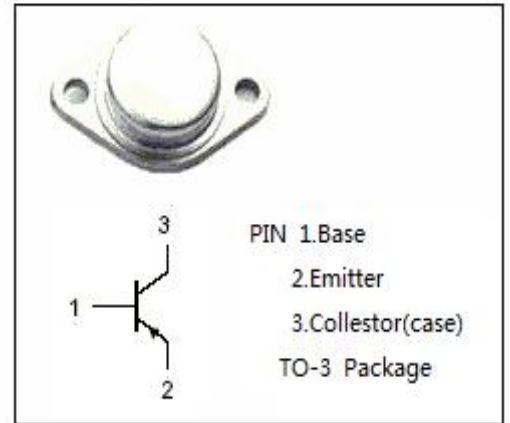 3
1
2
PIN 1.Base
2.Emitter
3.Collestor(case)
TO-3 Package